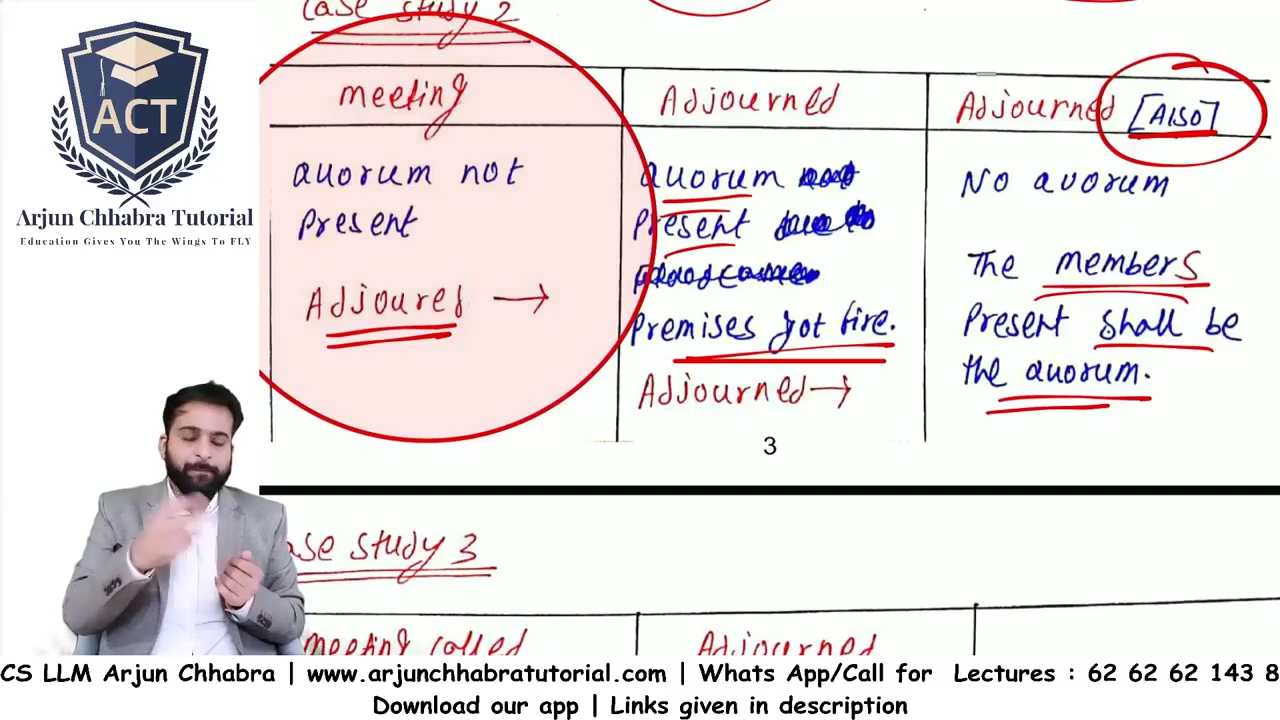 Case study 2
meeting
Adjourned
Adjourned [Also]
quorum not
Present
Adjoures →
quorum
Present
Premises got fire.
Adjourned →
No quorum
The members
Present shall be
the quorum.
3
ase study 3
meeting called
Adjourned
ACT
Arjun Chhabra Tutorial
Education Gives You The Wings To FLY
CS LLM Arjun Chhabra | www.arjunchhabratutorial.com | Whats App/Call for Lectures : 62 62 62 143 8
Download our app | Links given in description